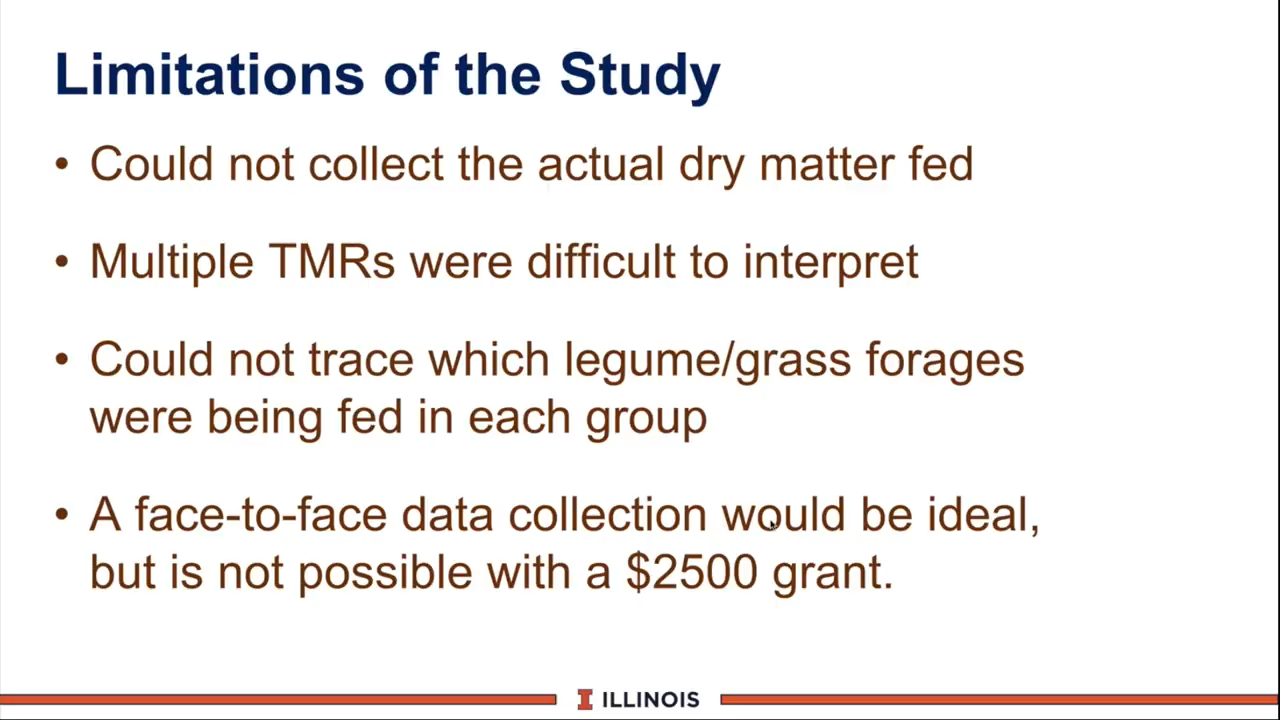 Limitations of the Study
• Could not collect the actual dry matter fed
• Multiple TMRs were difficult to interpret
• Could not trace which legume/grass forages
were being fed in each group
• A face-to-face data collection would be ideal,
but is not possible with a $2500 grant.
I ILLINOIS